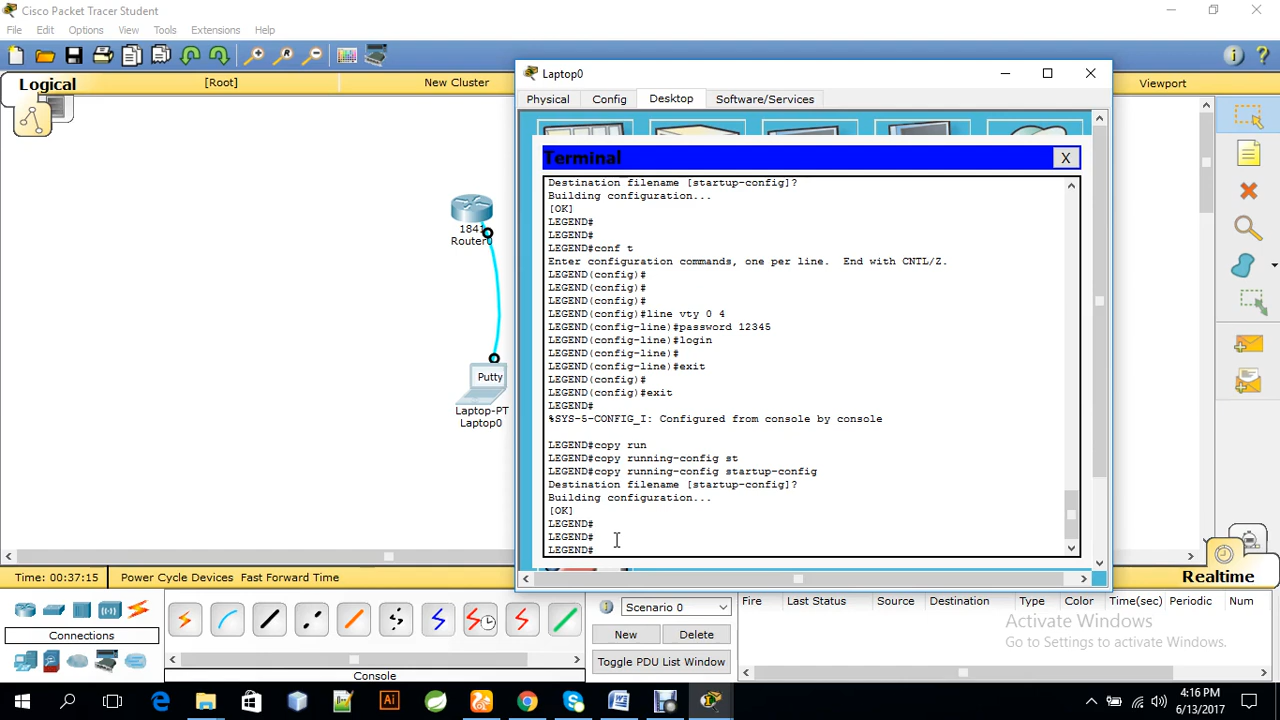 Cisco Packet Tracer Student
File Edit Options View Tools Extensions Help
Logical
[Root]
New Cluster
Viewport
Laptop0
Physical Config Desktop Software/Services
Terminal
X
Destination filename [startup-config]?
Building configuration...
[OK]
LEGEND#
LEGEND#
LEGEND#conf t
Enter configuration commands, one per line.  End with CNTL/Z.
LEGEND(config)#
LEGEND(config)#
LEGEND(config)#
LEGEND(config)#line vty 0 4
LEGEND(config-line)#password 12345
LEGEND(config-line)#login
LEGEND(config-line)#
LEGEND(config-line)#exit
LEGEND(config)#
LEGEND(config)#exit
LEGEND#
%SYS-5-CONFIG_I: Configured from console by console
LEGEND#copy run
LEGEND#copy running-config st
LEGEND#copy running-config startup-config
Destination filename [startup-config]?
Building configuration...
[OK]
LEGEND#
LEGEND#
LEGEND#
1841
Router0
Putty
Laptop-PT
Laptop0
Time: 00:37:15 Power Cycle Devices Fast Forward Time
Realtime
Connections
Console
Scenario 0
New
Delete
Toggle PDU List Window
Fire Last Status Source Destination Type Color Time(sec) Periodic Num
Activate Windows
Go to Settings to activate Windows.
4:16 PM
6/13/2017